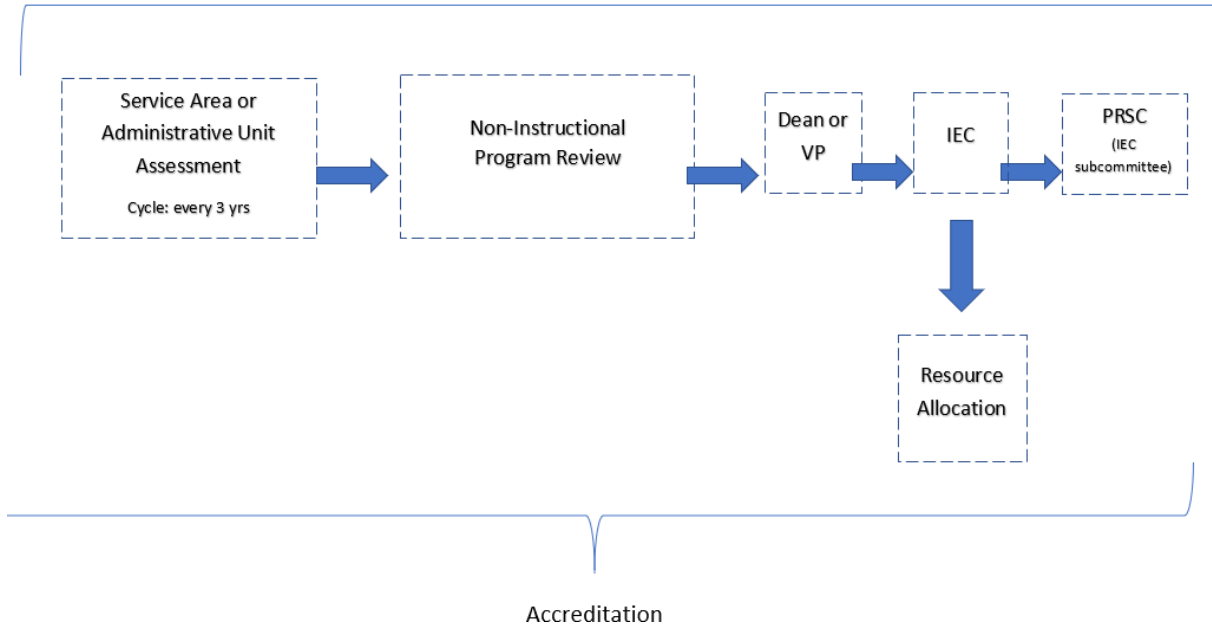 Service Area or
Administrative Unit
Assessment
Cycle: every 3 yrs
Non-Instructional
Program Review
Dean or
VP
IEC
PRSC
(IEC
subcommittee)
Resource
Allocation
Accreditation